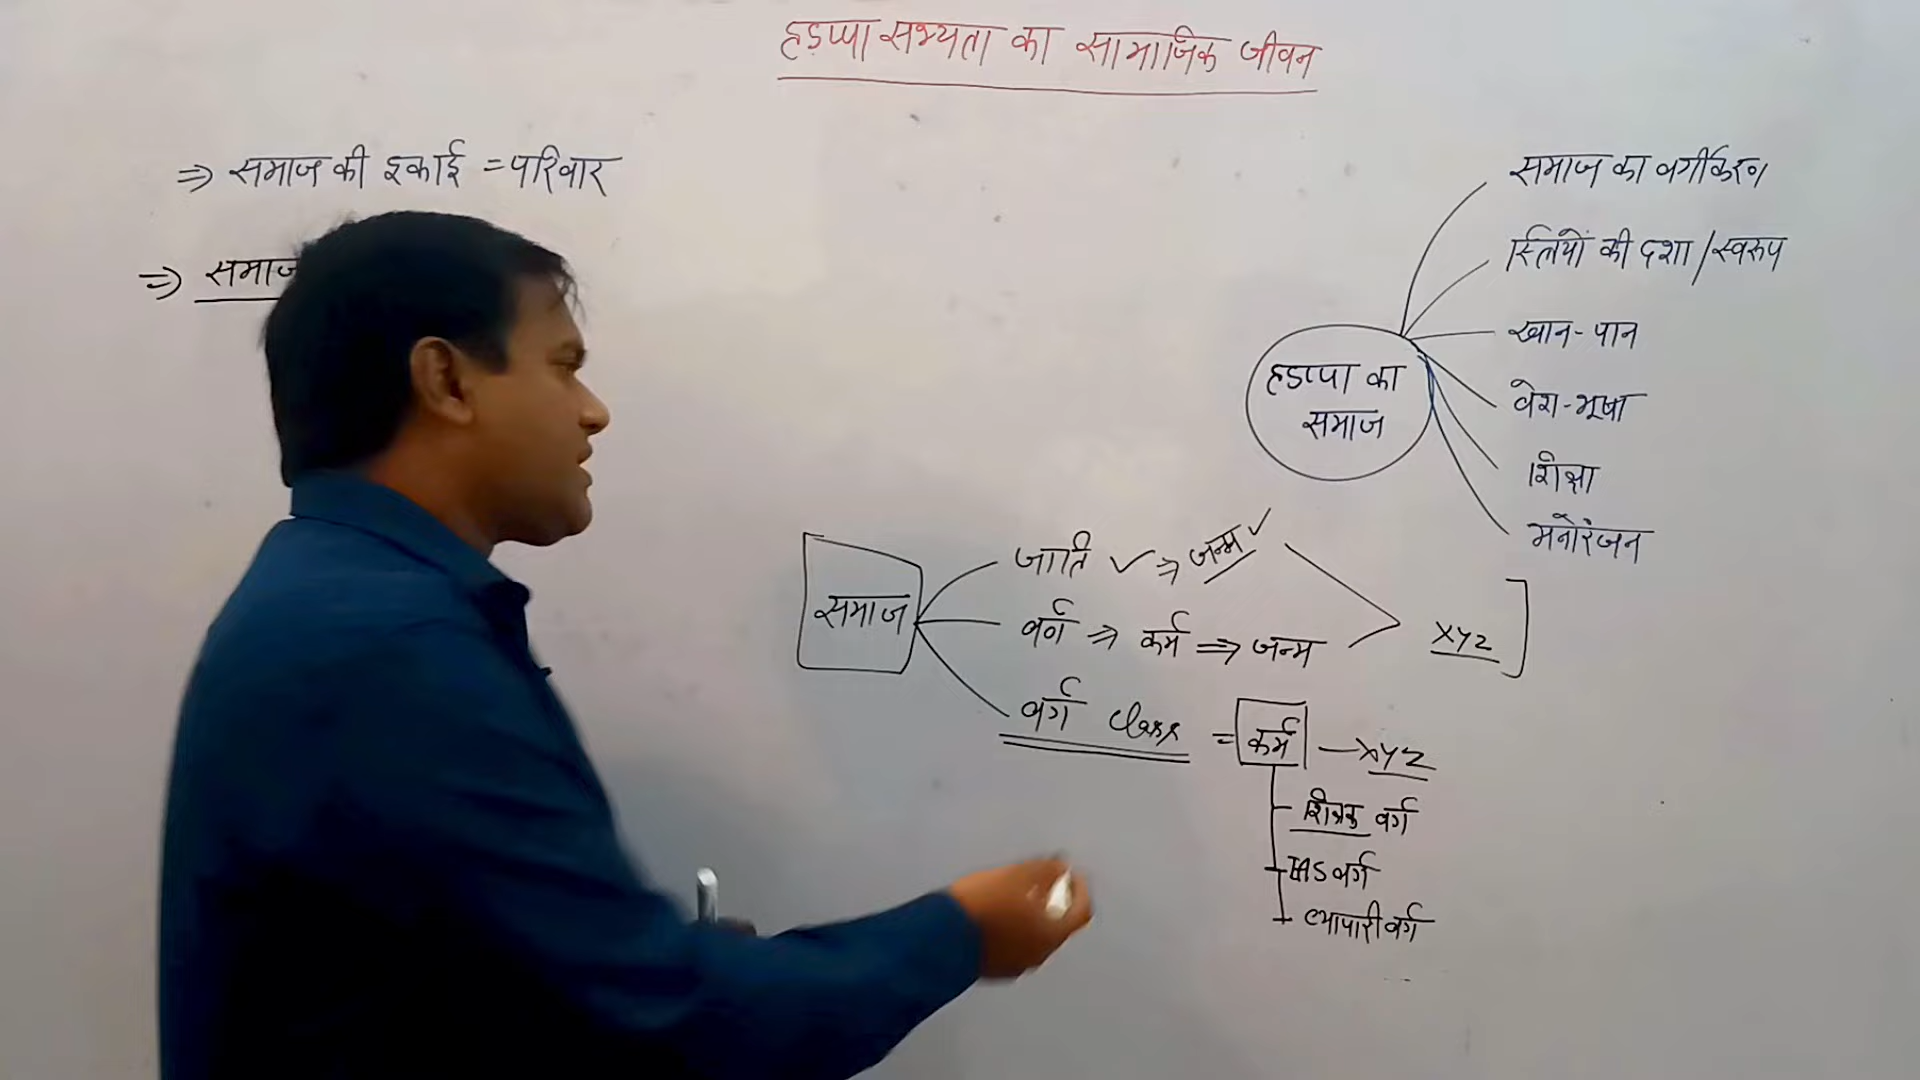 हड़प्पा सभ्यता का सामाजिक जीवन
⇒ समाज की इकाई = परिवार
⇒ समाज
हडप्पा का
समाज
समाज का वर्गीकरण
स्त्रियों की दशा / स्वरूप
खान-पान
वेश-भूषा
शिक्षा
मनोरंजन
समाज
जाति ✓ ⇒ जन्म ✓
वर्ण ⇒ कर्म ⇒ जन्म
xyz
वर्ग Class = कर्म — xyz
शिक्षक वर्ग
IAS वर्ग
व्यापारी वर्ग